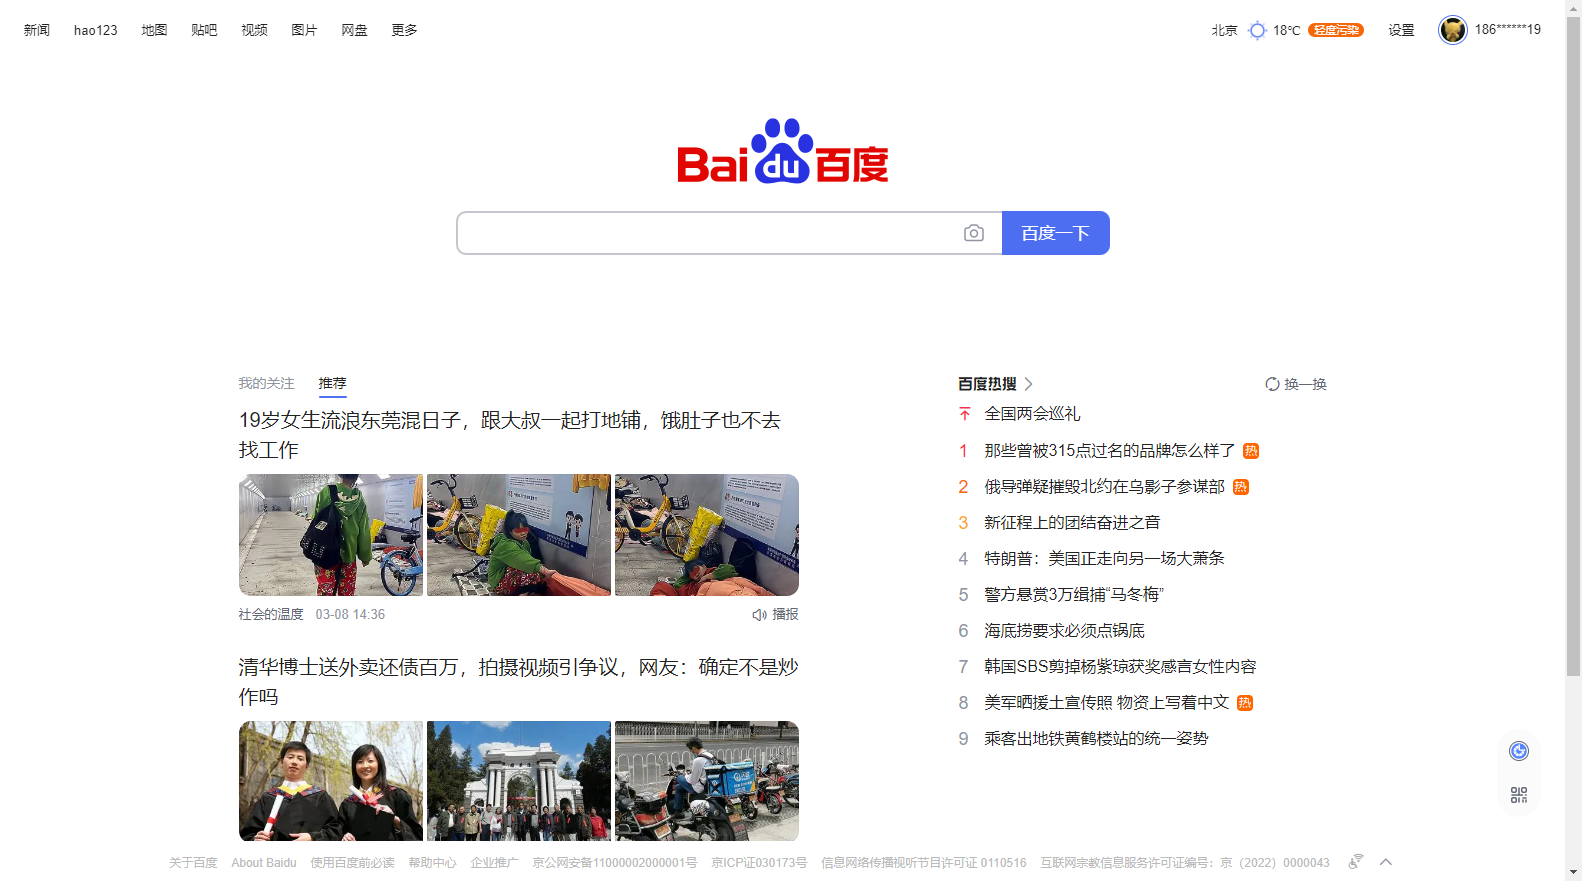 新闻 hao123 地图 贴吧 视频 图片 网盘 更多 北京 18℃ 轻度污染 设置 186******19
Bai du 百度
百度一下
我的关注 推荐
19岁女生流浪东莞混日子，跟大叔一起打地铺，饿肚子也不去
找工作
社会的温度 03-08 14:36 播报
清华博士送外卖还债百万，拍摄视频引争议，网友：确定不是炒
作吗
百度热搜 换一换
全国两会巡礼
1 那些曾被315点过名的品牌怎么样了 热
2 俄导弹疑摧毁北约在乌影子参谋部 热
3 新征程上的团结奋进之音
4 特朗普：美国正走向另一场大萧条
5 警方悬赏3万缉捕“马冬梅”
6 海底捞要求必须点锅底
7 韩国SBS剪掉杨紫琼获奖感言女性内容
8 美军晒援土宣传照 物资上写着中文 热
9 乘客出地铁黄鹤楼站的统一姿势
关于百度 About Baidu 使用百度前必读 帮助中心 企业推广 京公网安备11000002000001号 京ICP证030173号 信息网络传播视听节目许可证 0110516 互联网宗教信息服务许可证编号：京（2022）0000043